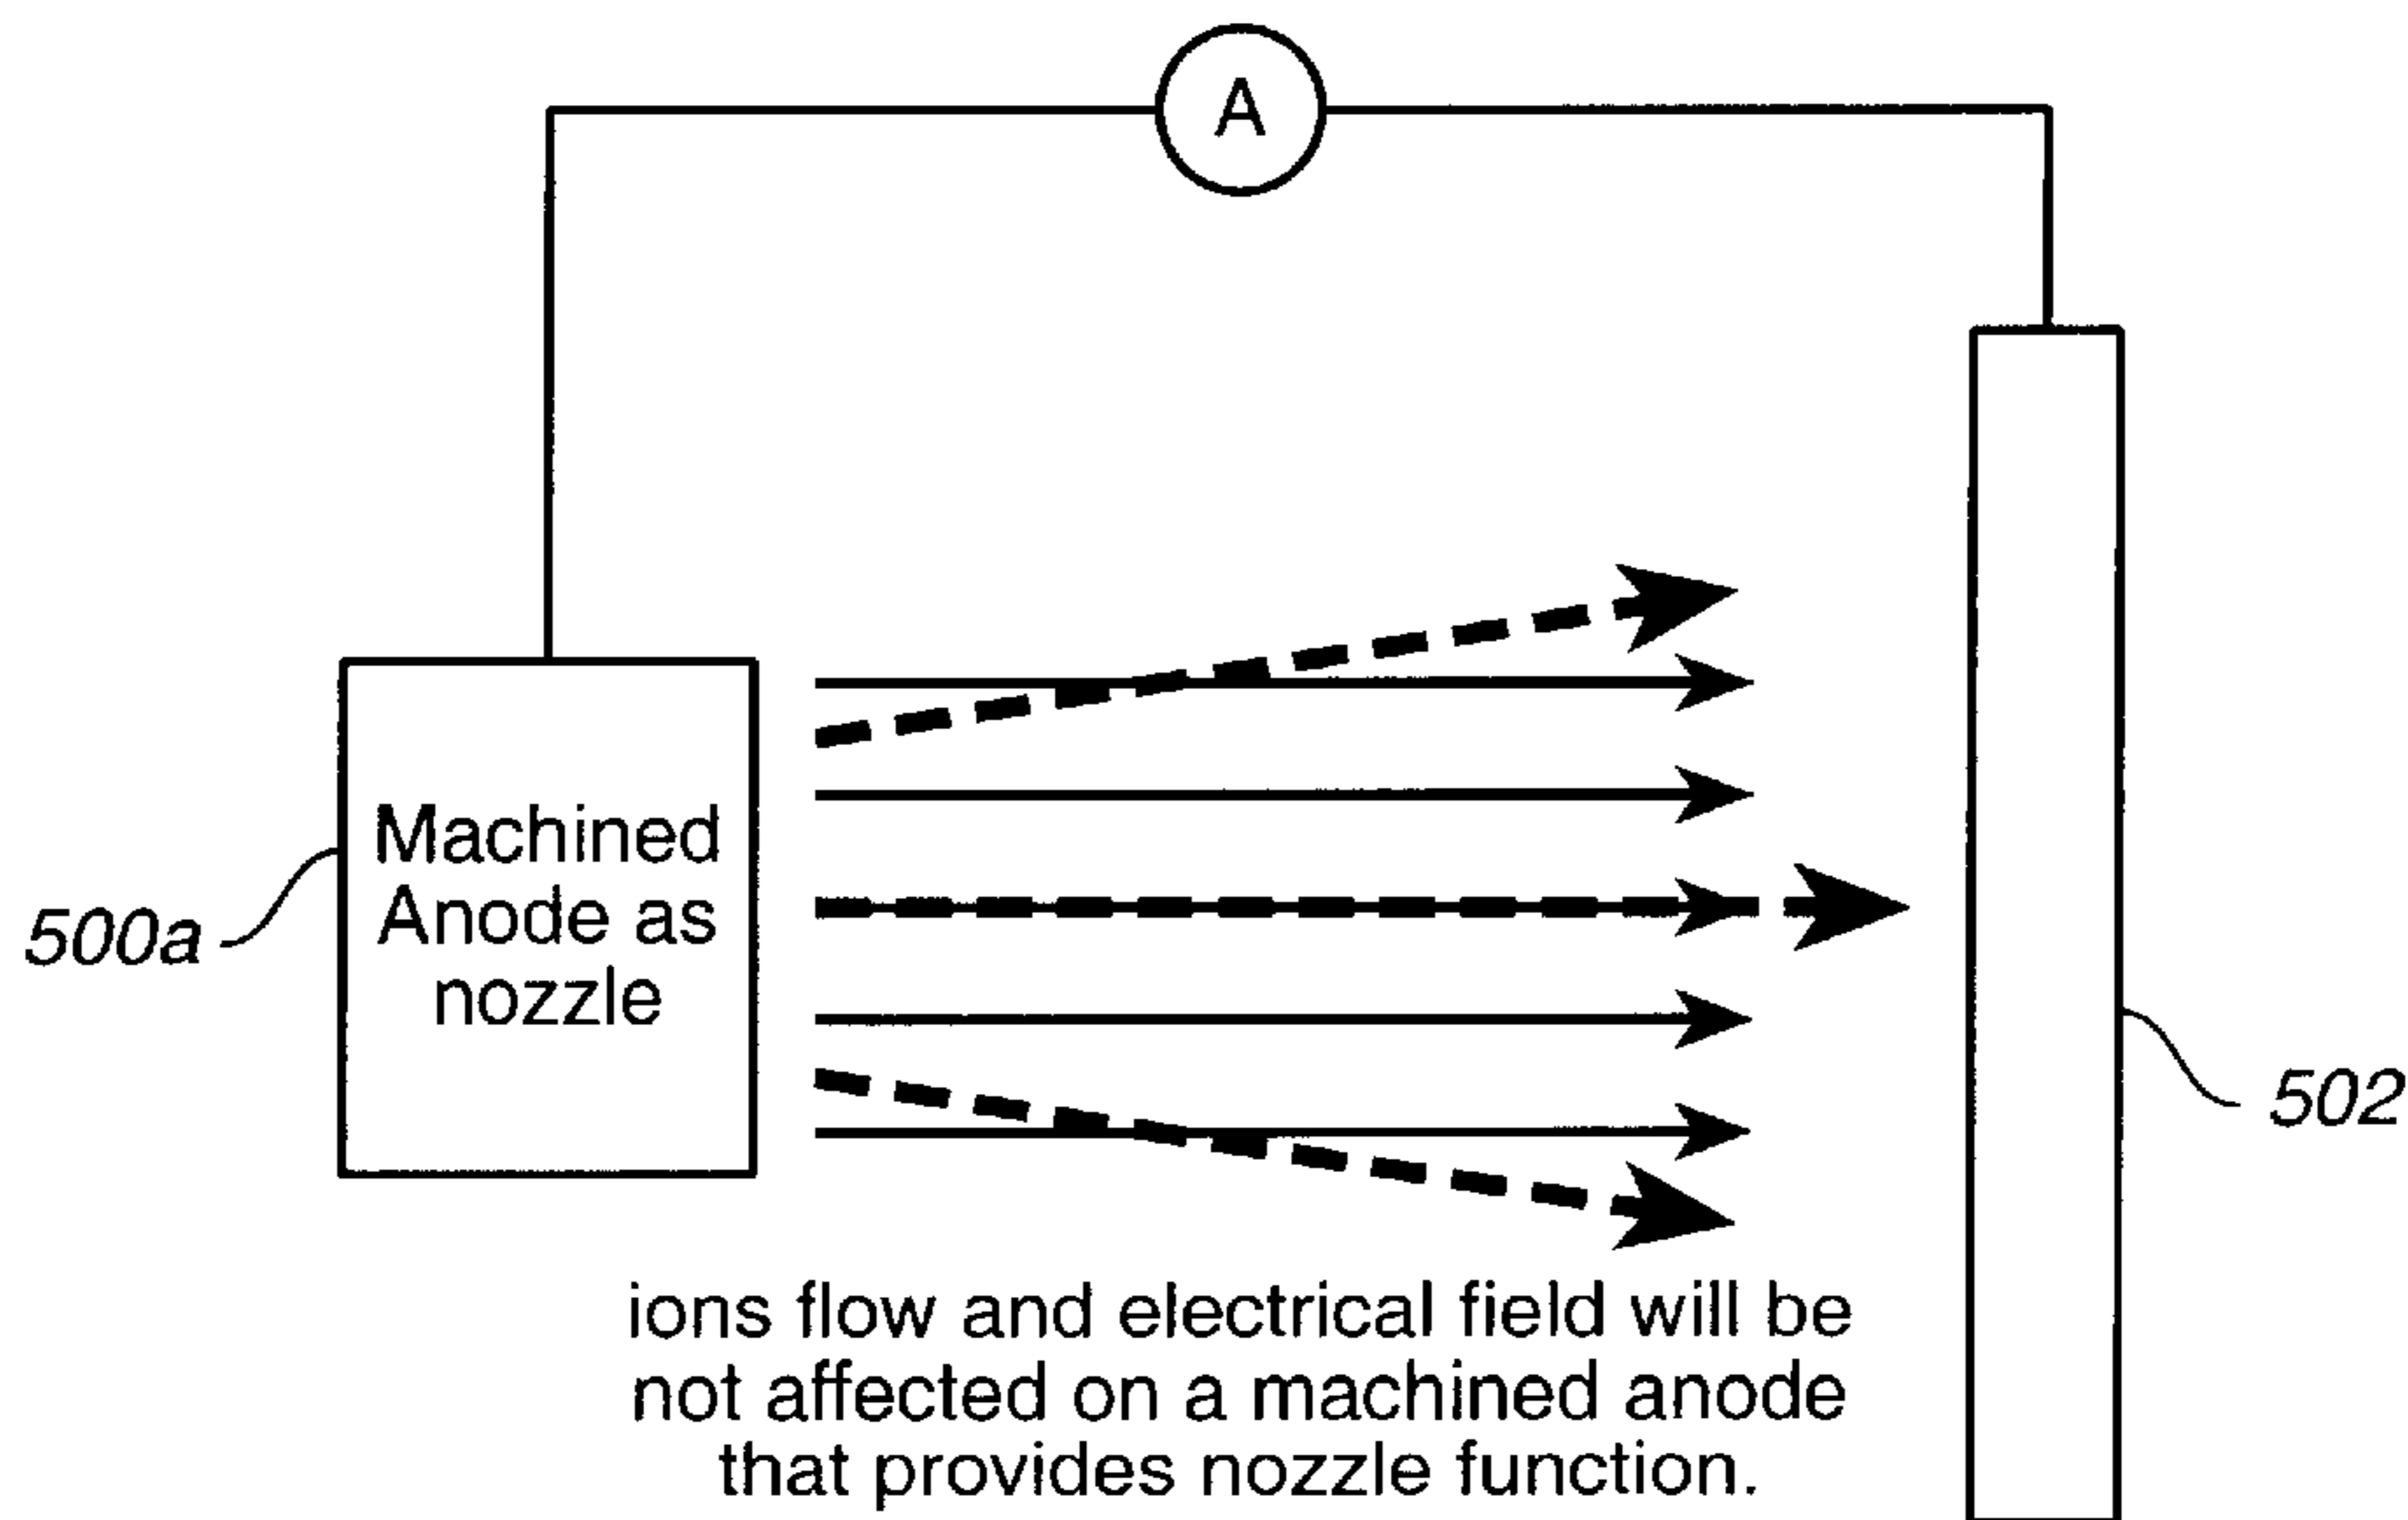 A
Machined
Anode as
nozzle
500a
502
ions flow and electrical field will be
not affected on a machined anode
that provides nozzle function.